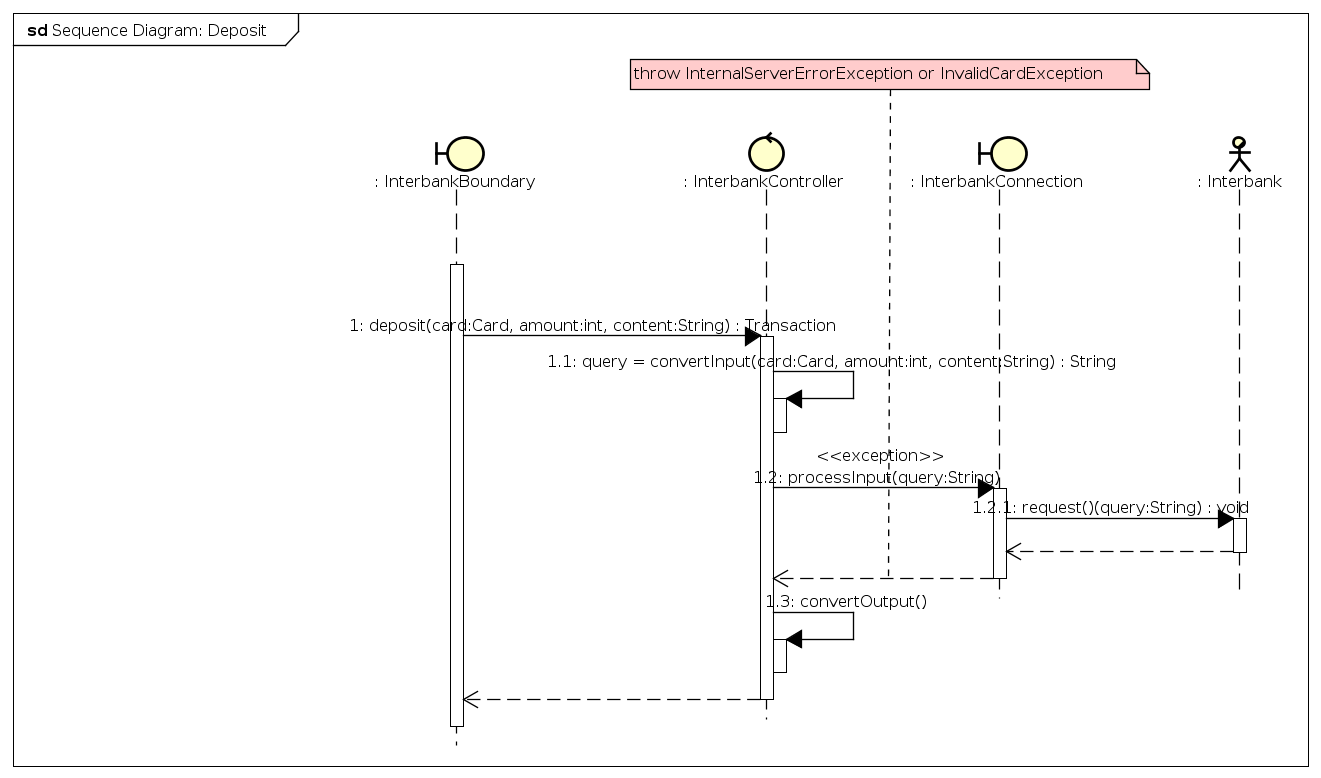 sd Sequence Diagram: Deposit
throw InternalServerErrorException or InvalidCardException
: InterbankBoundary
: InterbankController
: InterbankConnection
: Interbank
1: deposit(card:Card, amount:int, content:String) : Transaction
1.1: query = convertInput(card:Card, amount:int, content:String) : String
<<exception>>
1.2: processInput(query:String)
1.2.1: request()(query:String) : void
1.3: convertOutput()